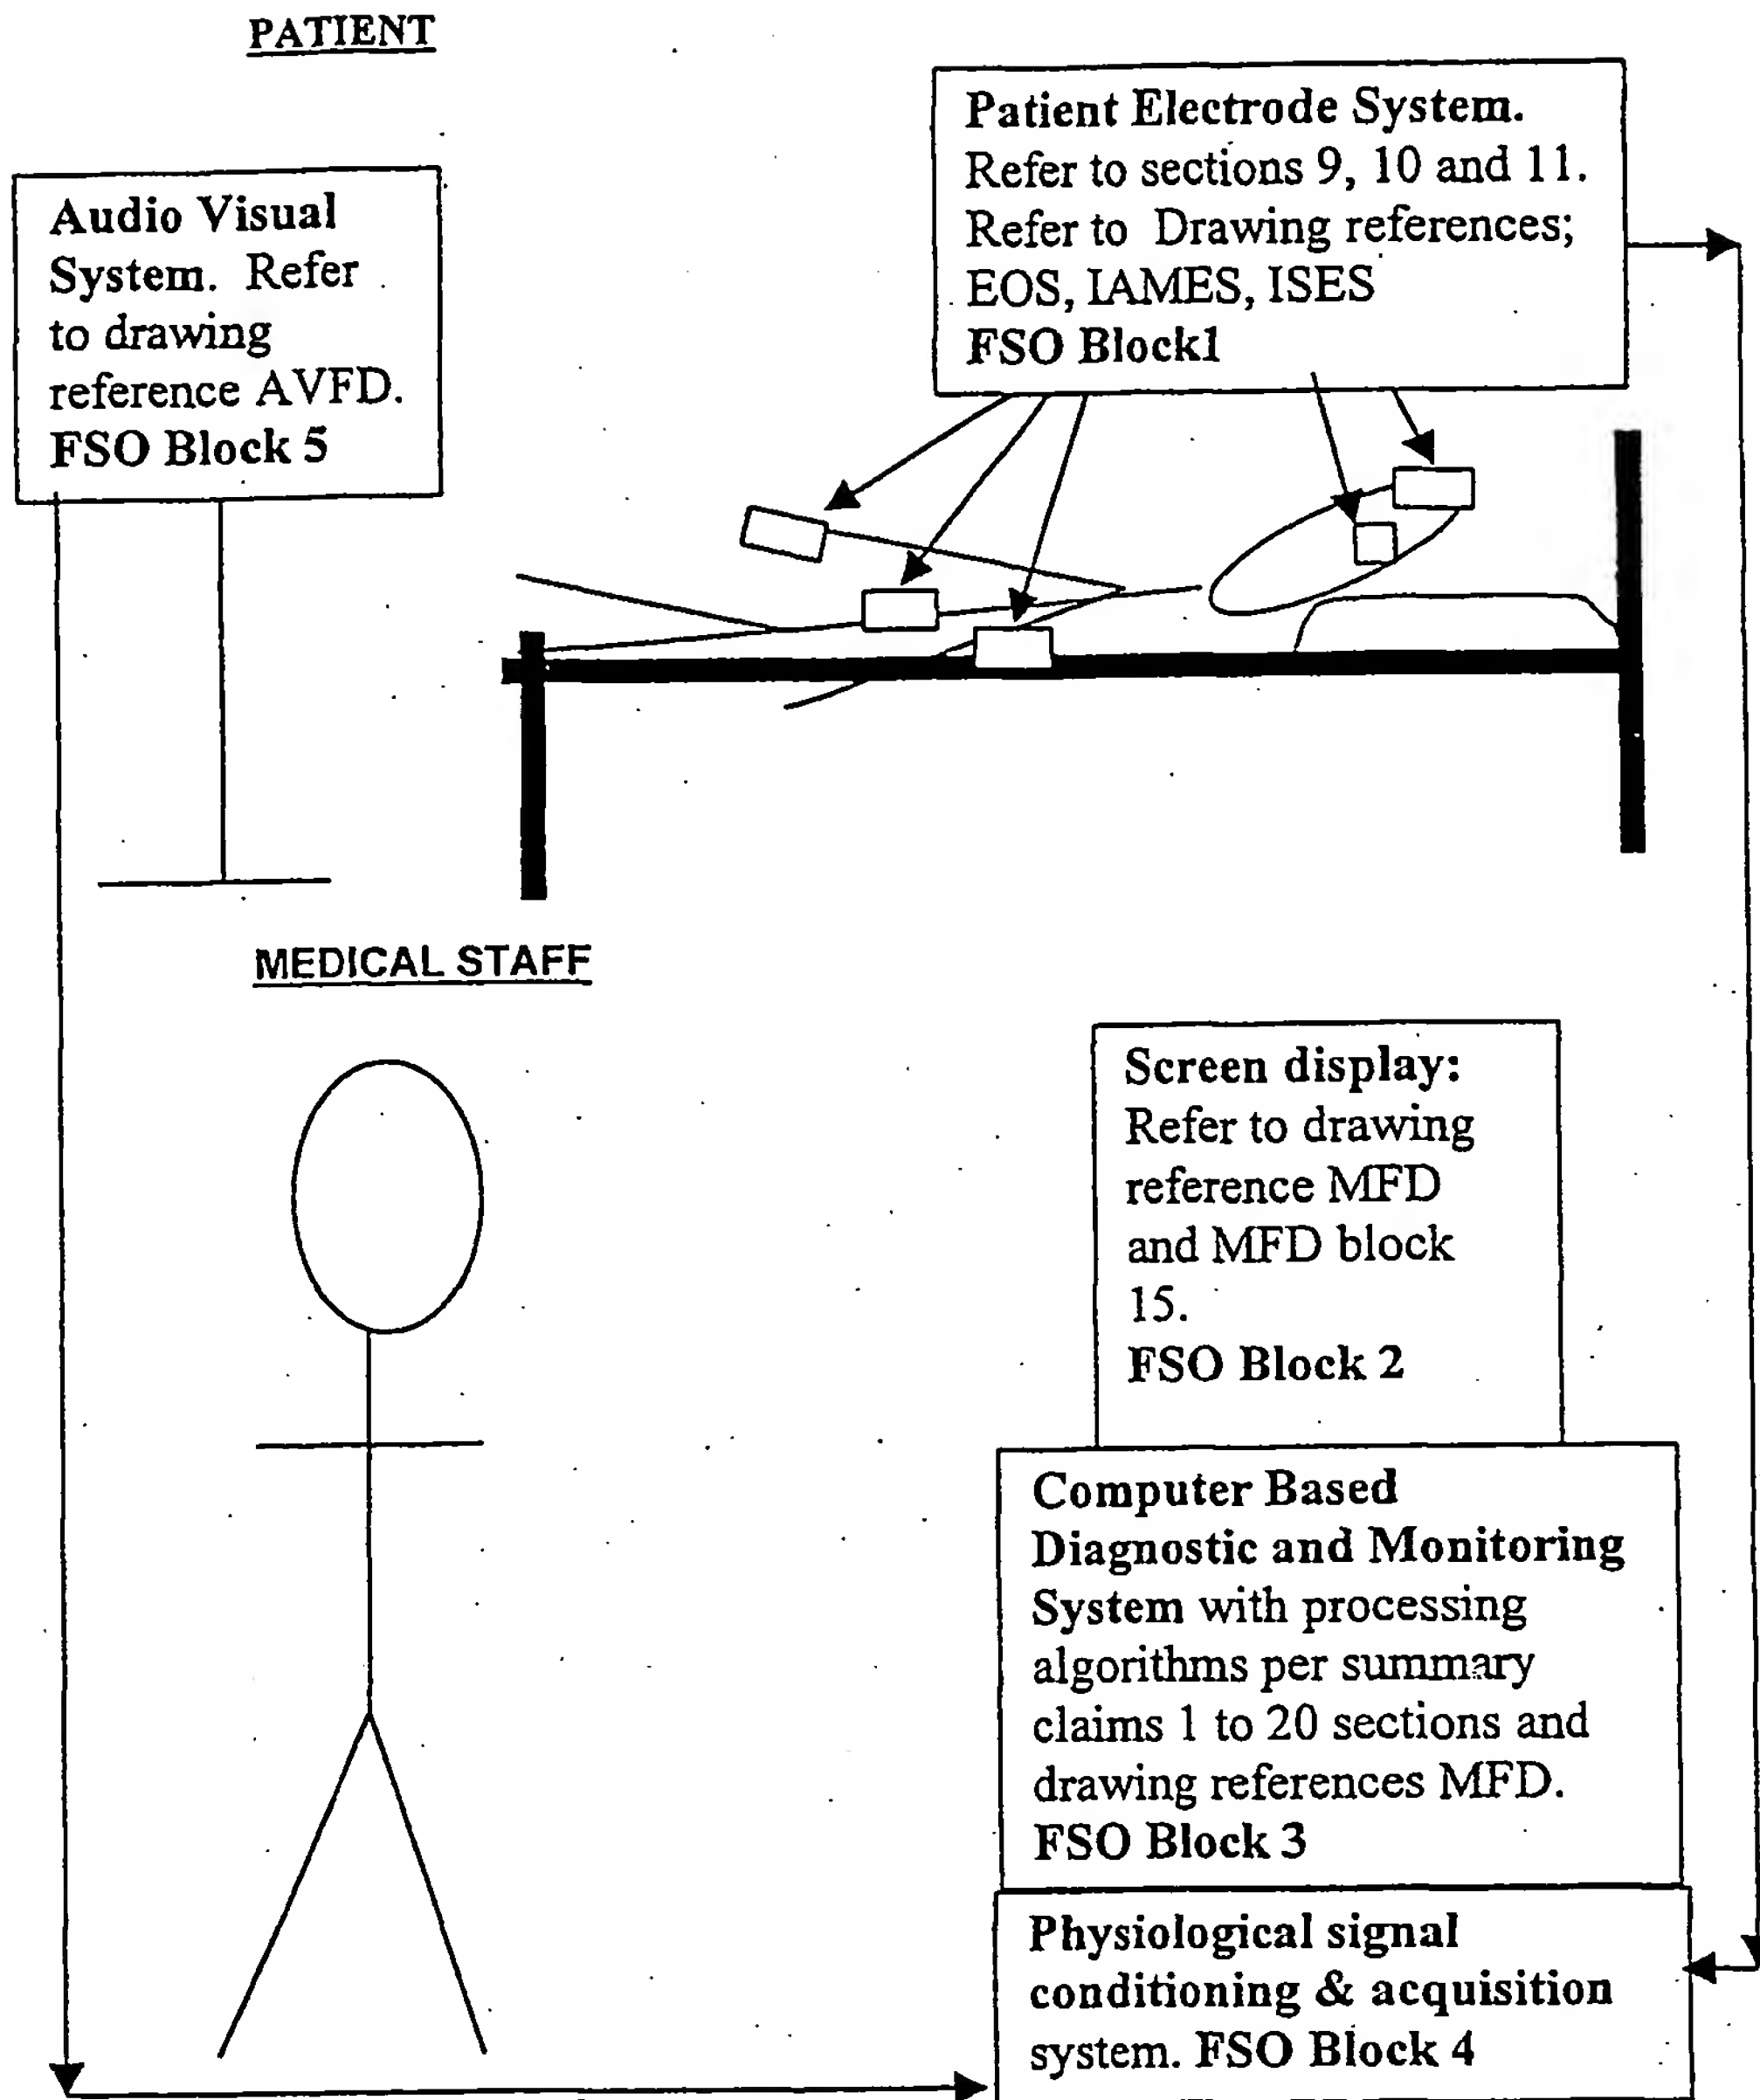 PATIENT
Audio Visual
System. Refer
to drawing
reference AVFD.
FSO Block 5
Patient Electrode System.
Refer to sections 9, 10 and 11.
Refer to Drawing references;
EOS, IAMES, ISES
FSO Block1
MEDICAL STAFF
Screen display:
Refer to drawing
reference MFD
and MFD block
15.
FSO Block 2
Computer Based
Diagnostic and Monitoring
System with processing
algorithms per summary
claims 1 to 20 sections and
drawing references MFD.
FSO Block 3
Physiological signal
conditioning & acquisition
system. FSO Block 4